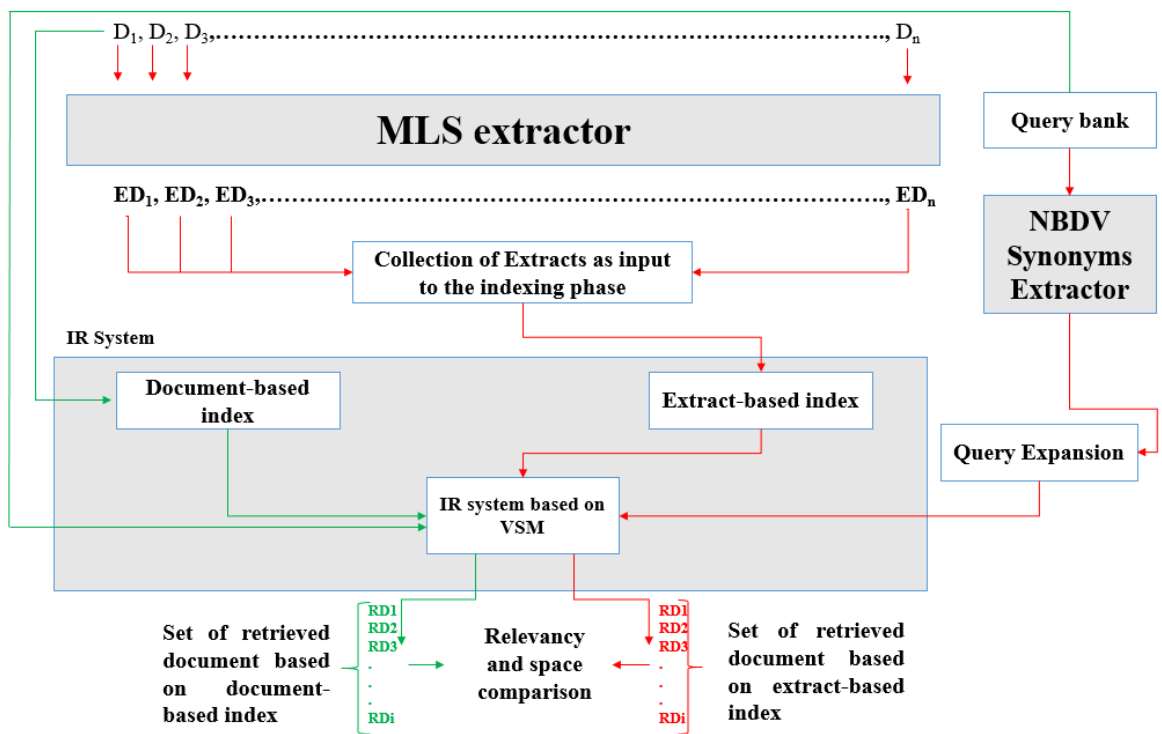 D1, D2, D3,……………………………………………………………………………., Dn
MLS extractor
Query bank
ED1, ED2, ED3,……………………………………………………………………., EDn
NBDV
Synonyms
Extractor
Collection of Extracts as input
to the indexing phase
IR System
Document-based
index
Extract-based index
Query Expansion
IR system based on
VSM
Set of retrieved
document based
on document-
based index
RD1
RD2
RD3
.
.
.
RDi
Relevancy
and space
comparison
RD1
RD2
RD3
.
.
.
RDi
Set of retrieved
document based
on extract-based
index